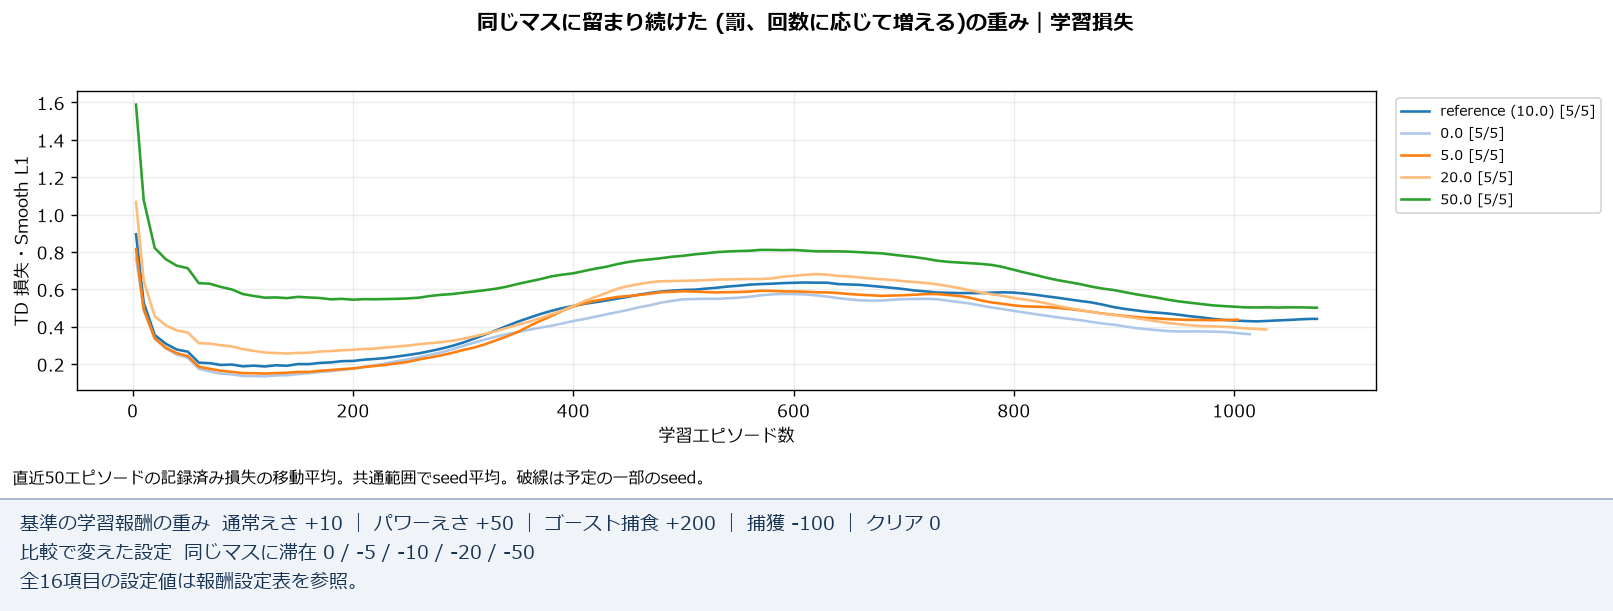 同じマスに留まり続けた (罰、回数に応じて増える)の重み｜学習損失
TD 損失・Smooth L1
1.6
1.4
1.2
1.0
0.8
0.6
0.4
0.2
0
200
400
600
800
1000
学習エピソード数
reference (10.0) [5/5]
0.0 [5/5]
5.0 [5/5]
20.0 [5/5]
50.0 [5/5]
直近50エピソードの記録済み損失の移動平均。共通範囲でseed平均。破線は予定の一部のseed。
基準の学習報酬の重み  通常えさ +10 ｜ パワーえさ +50 ｜ ゴースト捕食 +200 ｜ 捕獲 -100 ｜ クリア 0
比較で変えた設定  同じマスに滞在 0 / -5 / -10 / -20 / -50
全16項目の設定値は報酬設定表を参照。